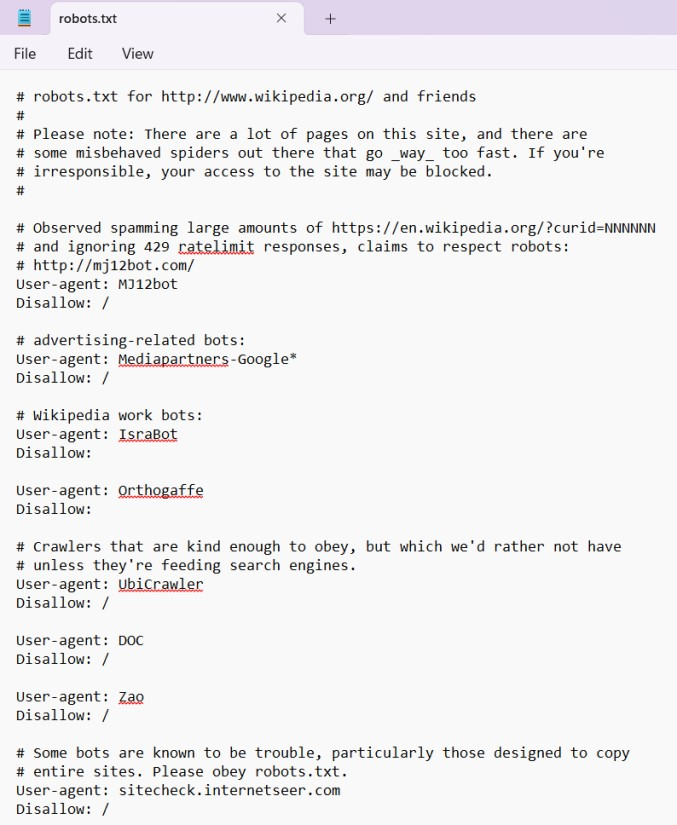 robots.txt
File Edit View
# robots.txt for http://www.wikipedia.org/ and friends
#
# Please note: There are a lot of pages on this site, and there are
# some misbehaved spiders out there that go _way_ too fast. If you're
# irresponsible, your access to the site may be blocked.
#
# Observed spamming large amounts of https://en.wikipedia.org/?curid=NNNNNN
# and ignoring 429 ratelimit responses, claims to respect robots:
# http://mj12bot.com/
User-agent: MJ12bot
Disallow: /
# advertising-related bots:
User-agent: Mediapartners-Google*
Disallow: /
# Wikipedia work bots:
User-agent: IsraBot
Disallow:
User-agent: Orthogaffe
Disallow:
# Crawlers that are kind enough to obey, but which we'd rather not have
# unless they're feeding search engines.
User-agent: UbiCrawler
Disallow: /
User-agent: DOC
Disallow: /
User-agent: Zao
Disallow: /
# Some bots are known to be trouble, particularly those designed to copy
# entire sites. Please obey robots.txt.
User-agent: sitecheck.internetseer.com
Disallow: /